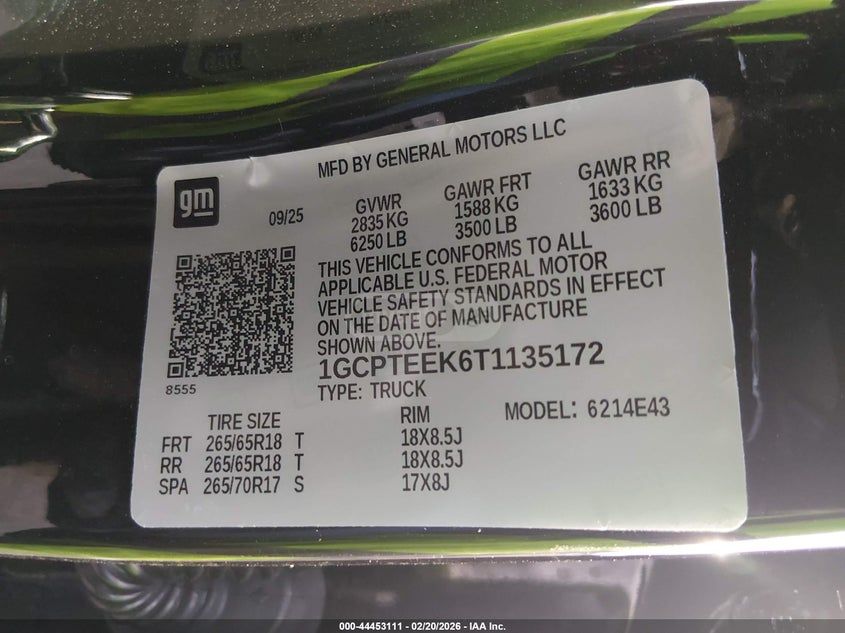 MFD BY GENERAL MOTORS LLC
gm
09/25
GVWR
2835 KG
6250 LB
GAWR FRT
1588 KG
3500 LB
GAWR RR
1633 KG
3600 LB
THIS VEHICLE CONFORMS TO ALL
APPLICABLE U.S. FEDERAL MOTOR
VEHICLE SAFETY STANDARDS IN EFFECT
ON THE DATE OF MANUFACTURE
SHOWN ABOVE.
1GCPTEEK6T1135172
8555
TYPE: TRUCK
MODEL: 6214E43
TIRE SIZE RIM
FRT 265/65R18 T 18X8.5J
RR 265/65R18 T 18X8.5J
SPA 265/70R17 S 17X8J
000-44453111 - 02/20/2026 - IAA Inc.